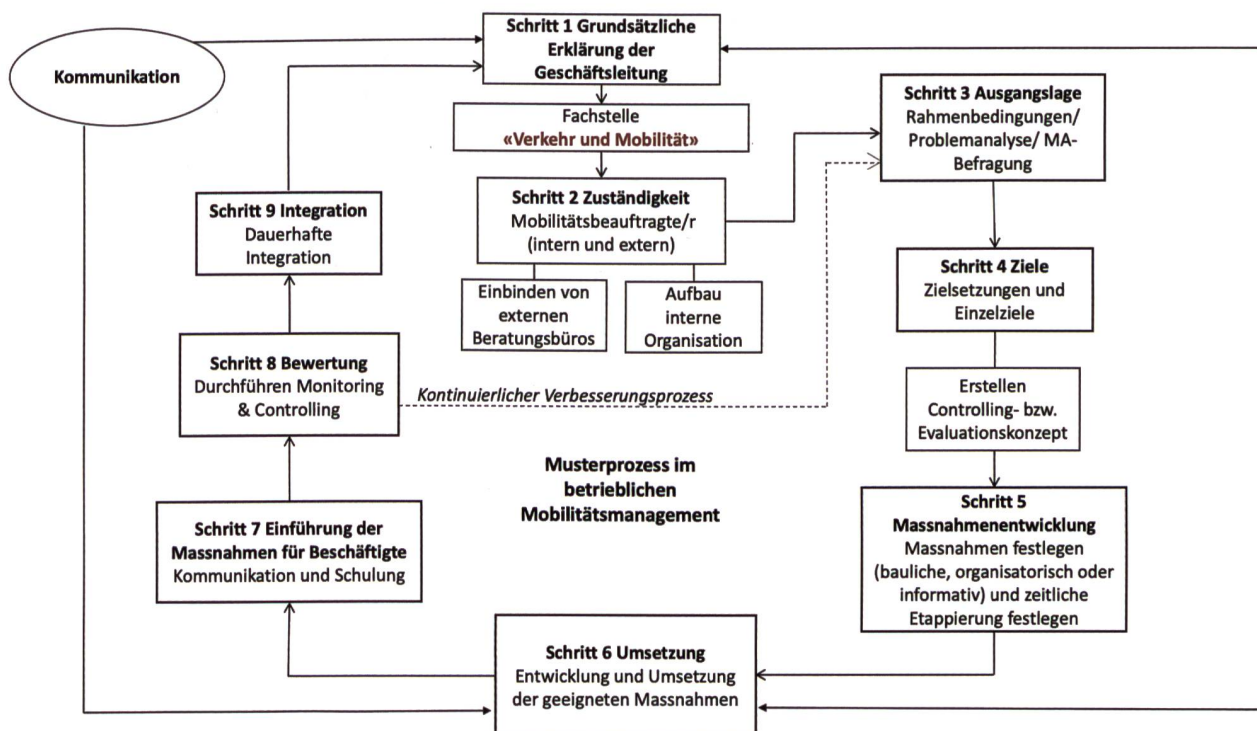 Kommunikation
Schritt 1 Grundsätzliche
Erklärung der
Geschäftsleitung
Fachstelle
«Verkehr und Mobilität»
Schritt 2 Zuständigkeit
Mobilitätsbeauftragte/r
(intern und extern)
Einbinden von
externen
Beratungsbüros
Aufbau
interne
Organisation
Schritt 3 Ausgangslage
Rahmenbedingungen/
Problemanalyse/ MA-
Befragung
Schritt 4 Ziele
Zielsetzungen und
Einzelziele
Erstellen
Controlling- bzw.
Evaluationskonzept
Schritt 5
Massnahmenentwicklung
Massnahmen festlegen
(bauliche, organisatorisch oder
informativ) und zeitliche
Etappierung festlegen
Schritt 6 Umsetzung
Entwicklung und Umsetzung
der geeigneten Massnahmen
Schritt 7 Einführung der
Massnahmen für Beschäftigte
Kommunikation und Schulung
Schritt 8 Bewertung
Durchführen Monitoring
& Controlling
Schritt 9 Integration
Dauerhafte
Integration
Kontinuierlicher Verbesserungsprozess
Musterprozess im
betrieblichen
Mobilitätsmanagement